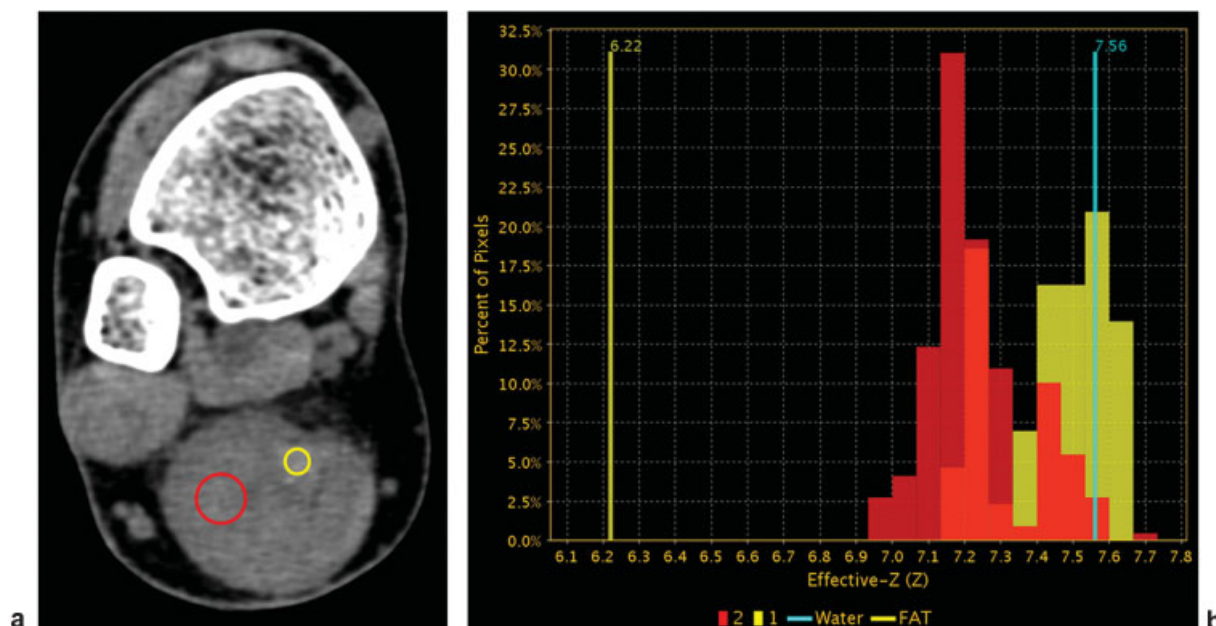 32.5%
6.22
7.56
30.0%
27.5%
25.0%
22.5%
20.0%
17.5%
15.0%
12.5%
10.0%
7.5%
5.0%
2.5%
0.0%
Percent of Pixels
6.1 6.2 6.3 6.4 6.5 6.6 6.7 6.8 6.9 7.0 7.1 7.2 7.3 7.4 7.5 7.6 7.7 7.8
Effective-Z (Z)
2 1 Water FAT
a
b